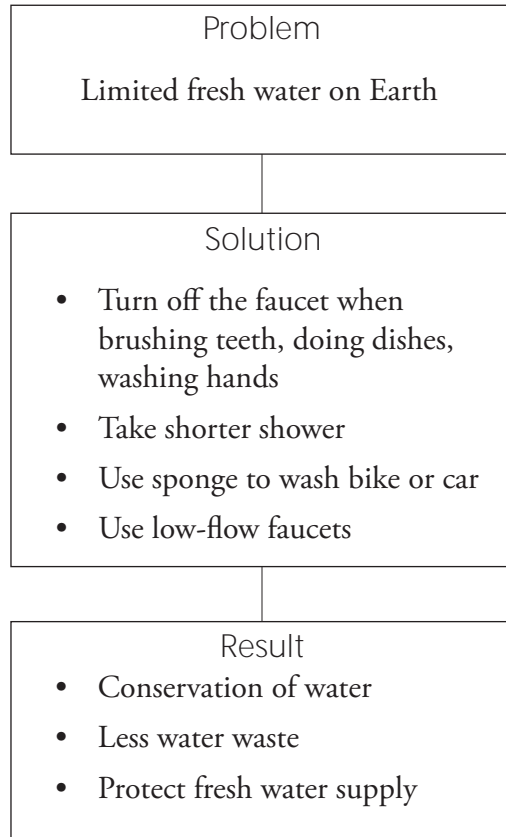 Problem
Limited fresh water on Earth
Solution
• Turn off the faucet when
brushing teeth, doing dishes,
washing hands
• Take shorter shower
• Use sponge to wash bike or car
• Use low-flow faucets
Result
• Conservation of water
• Less water waste
• Protect fresh water supply